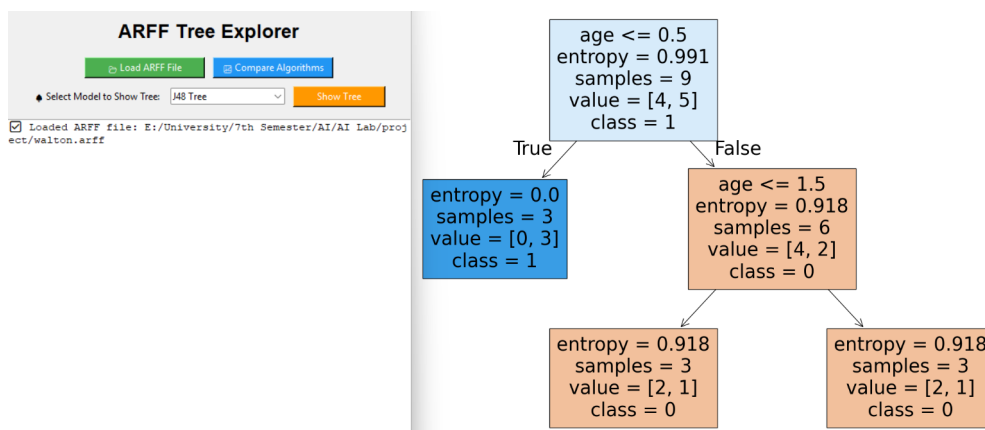 ARFF Tree Explorer
Load ARFF File
Compare Algorithms
Select Model to Show Tree:
J48 Tree
Show Tree
Loaded ARFF file: E:/University/7th Semester/AI/AI Lab/proj
ect/walton.arff
age <= 0.5
entropy = 0.991
samples = 9
value = [4, 5]
class = 1
True
False
entropy = 0.0
samples = 3
value = [0, 3]
class = 1
age <= 1.5
entropy = 0.918
samples = 6
value = [4, 2]
class = 0
entropy = 0.918
samples = 3
value = [2, 1]
class = 0
entropy = 0.918
samples = 3
value = [2, 1]
class = 0